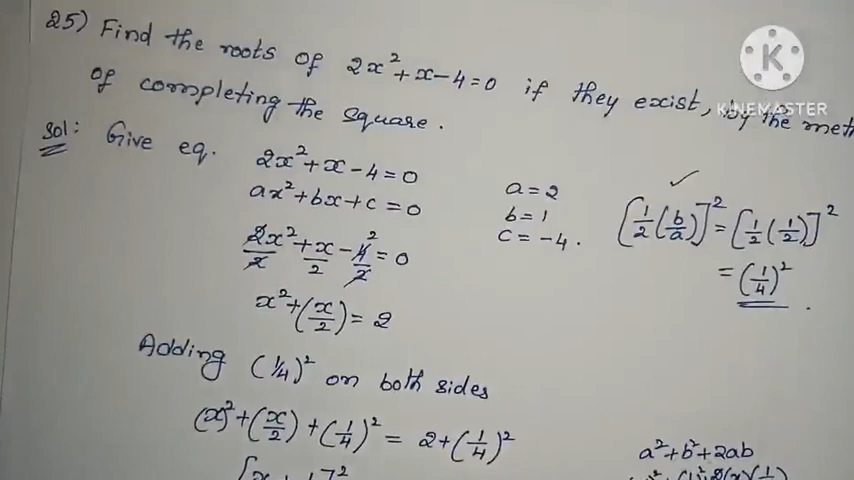 25) Find the roots of 2x²+x-4=0 if they exist, by the
of completing the square.
Sol: Give eq. 2x²+x-4=0
ax²+bx+c=0
2x²/2+x/2-4/2=0
2
x²+(x/2)=2
a=2
b=1
c=-4.
✓
[1/2(b/a)]²=[1/2(1/2)]²
=(1/4)².
Adding (1/4)² on both sides
(x)²+(x/2)+(1/4)²=2+(1/4)²
a²+b²+2ab
K
KINEMASTER